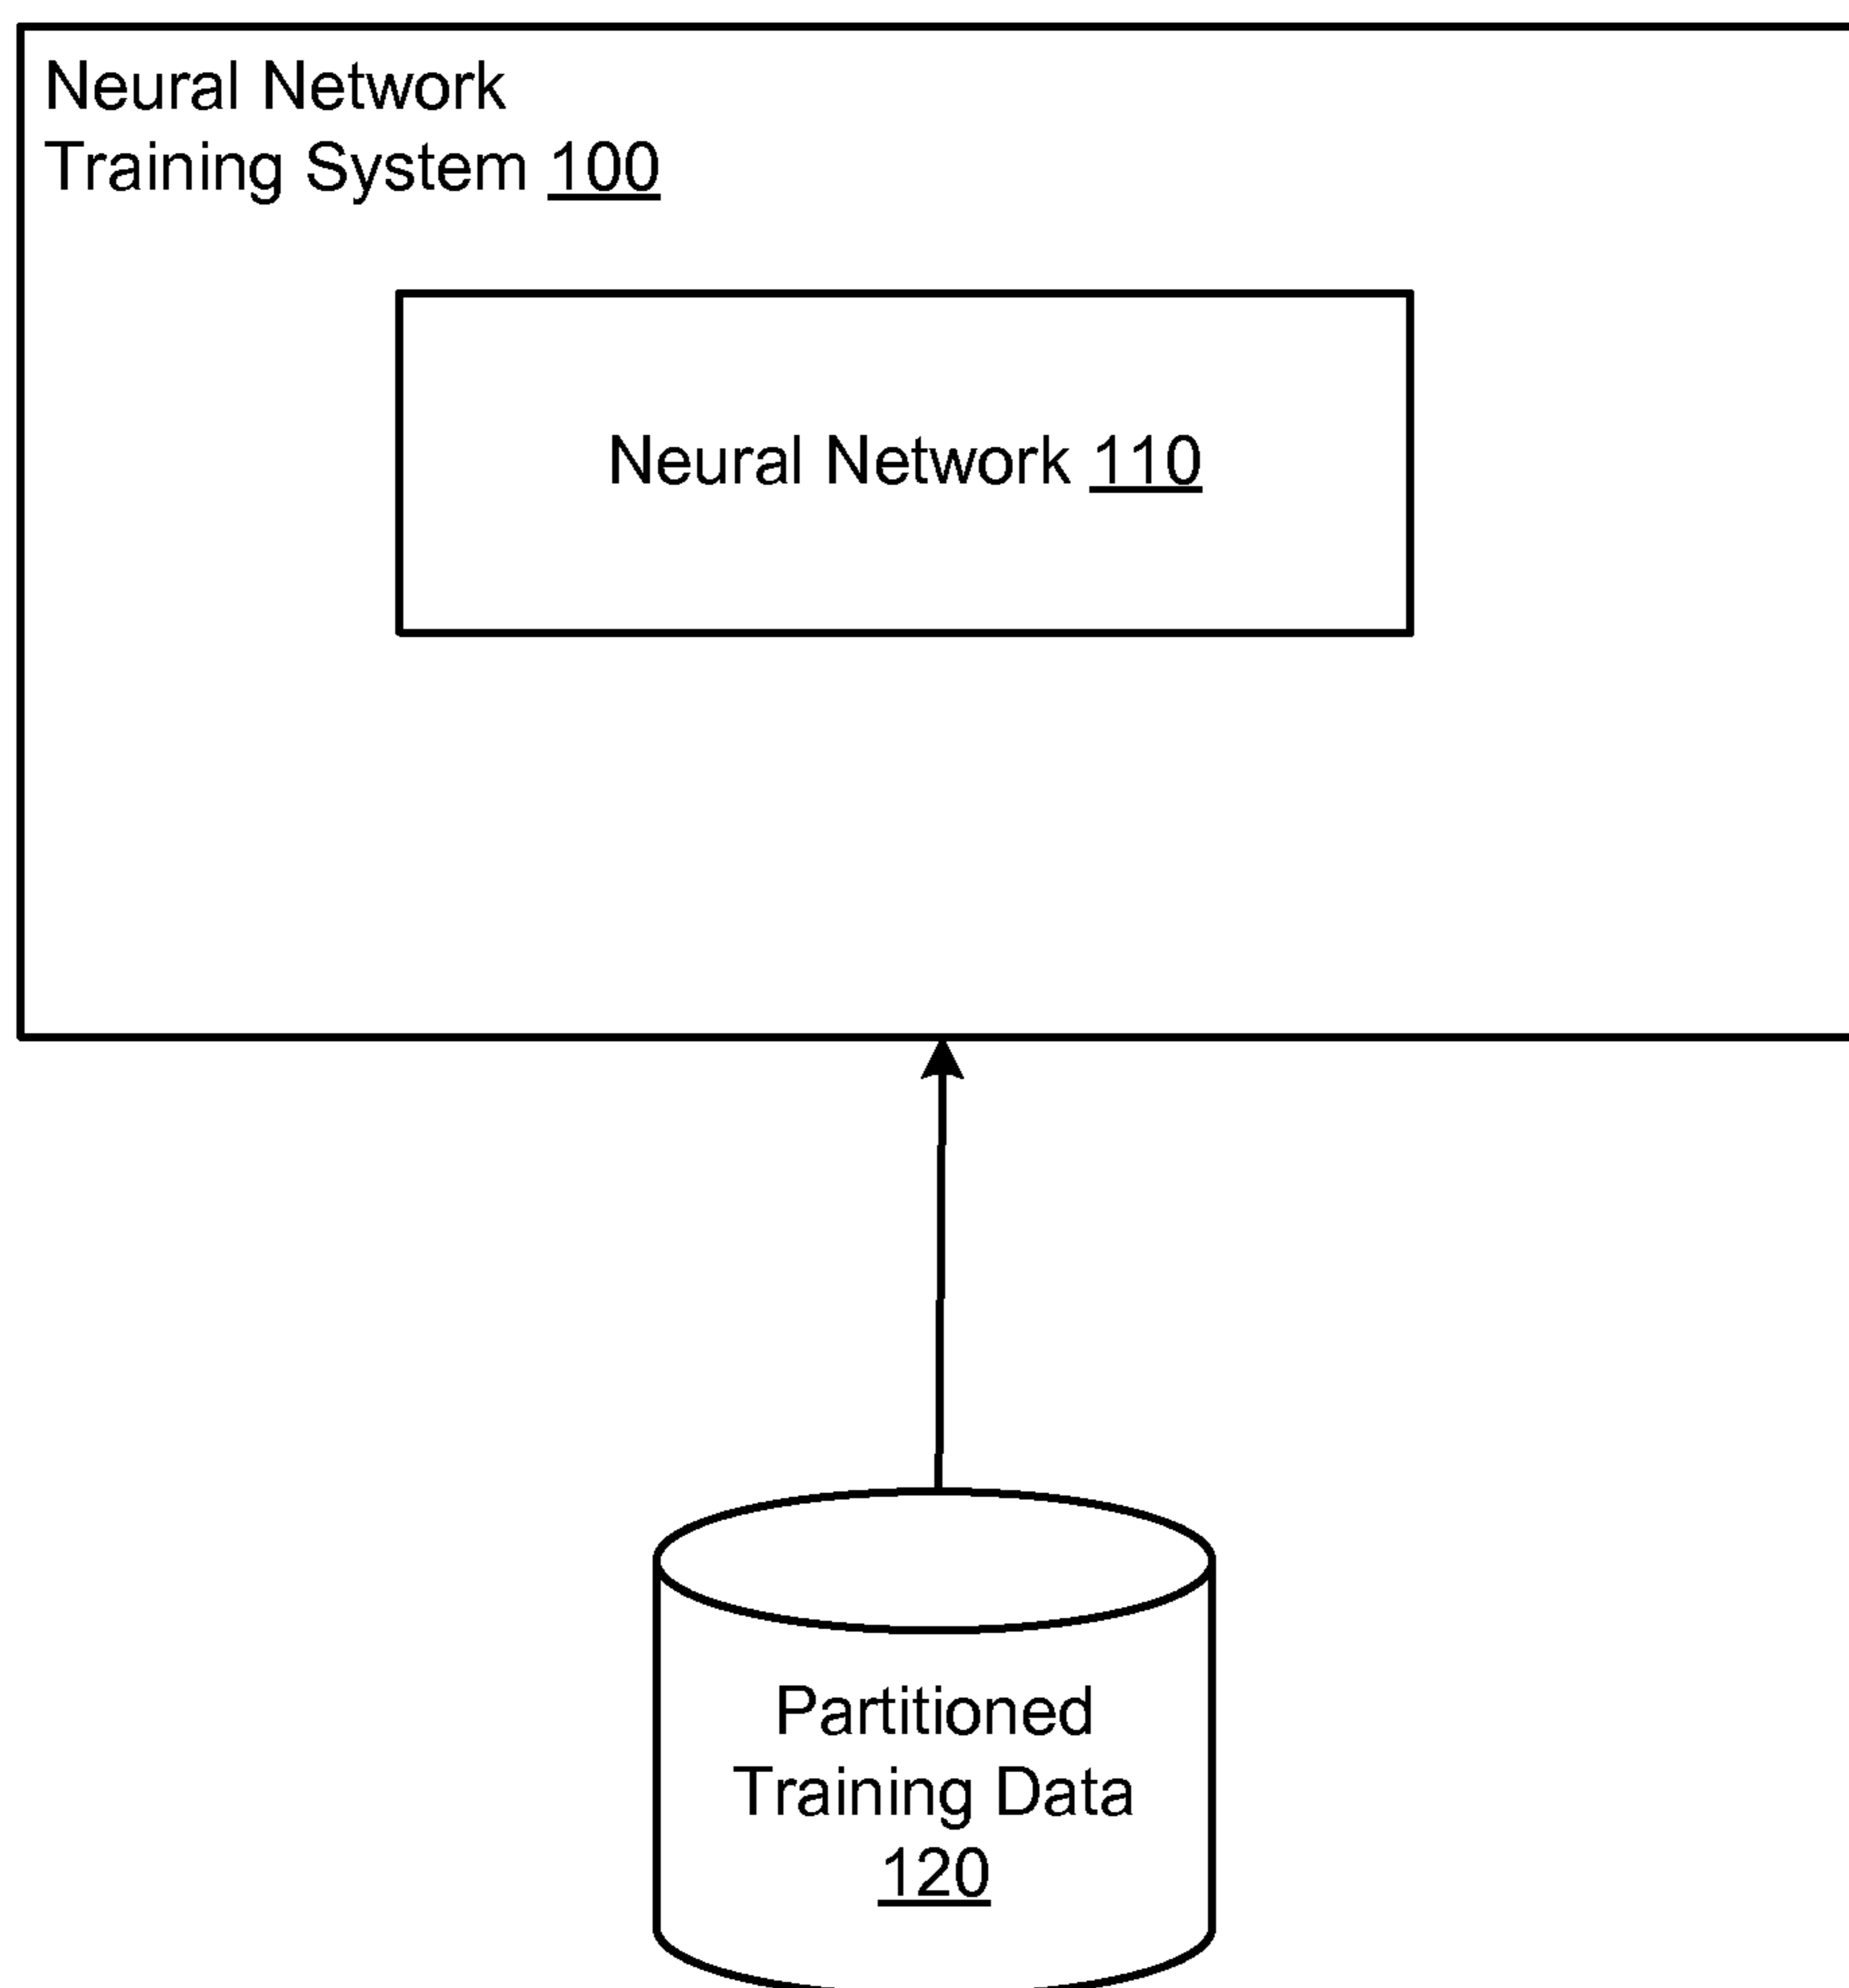 Neural Network
Training System 100
Neural Network 110
Partitioned
Training Data
120